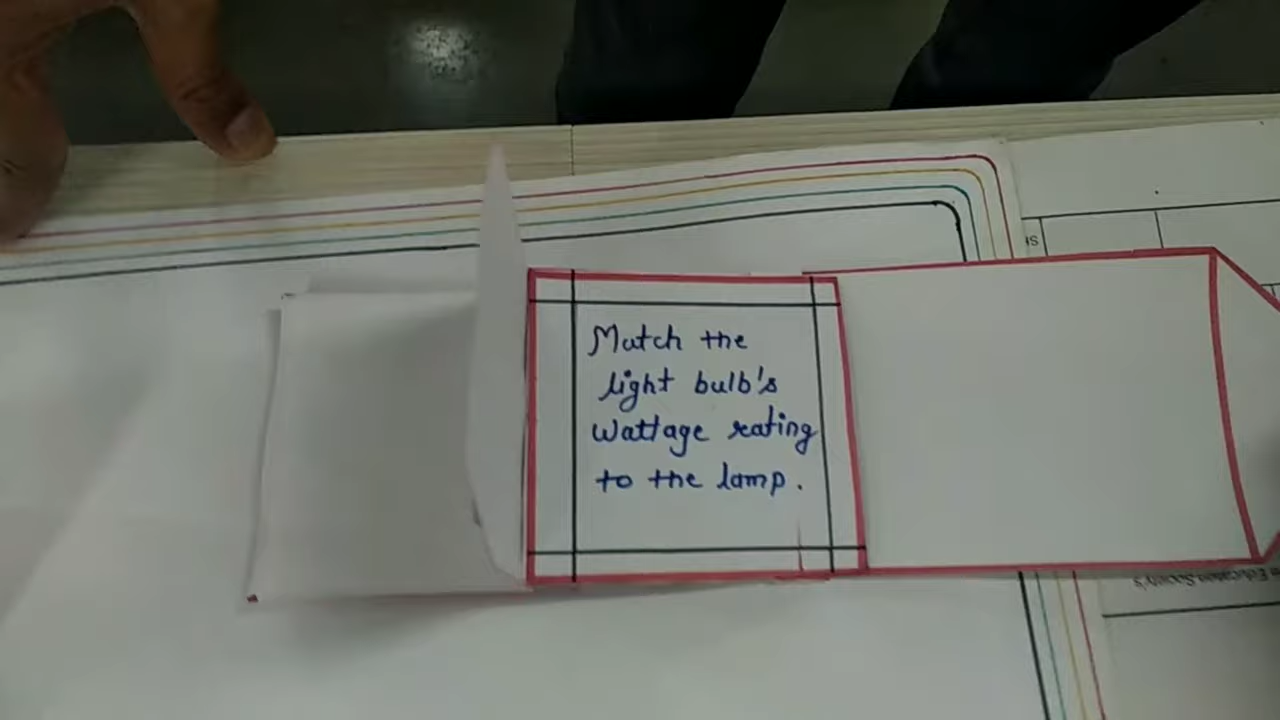 Match the
light bulb's
Wattage rating
to the lamp.